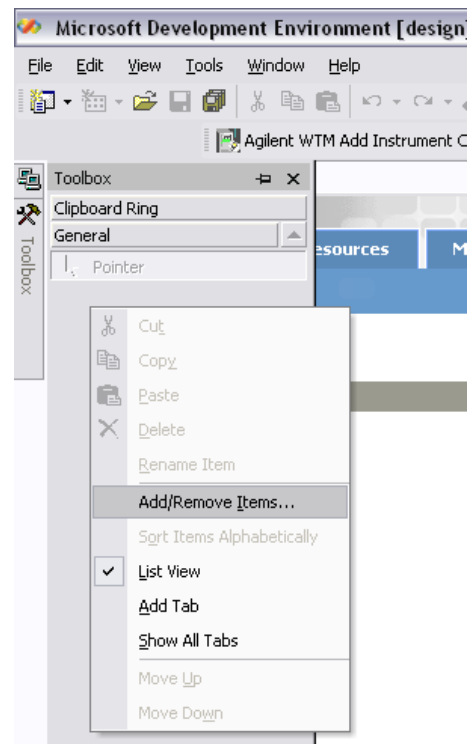 Microsoft Development Environment [design]
File Edit View Tools Window Help
Agilent WTM Add Instrument C
Toolbox
Clipboard Ring
General
Pointer
Toolbox
esources M
Cut
Copy
Paste
Delete
Rename Item
Add/Remove Items...
Sort Items Alphabetically
List View
Add Tab
Show All Tabs
Move Up
Move Down